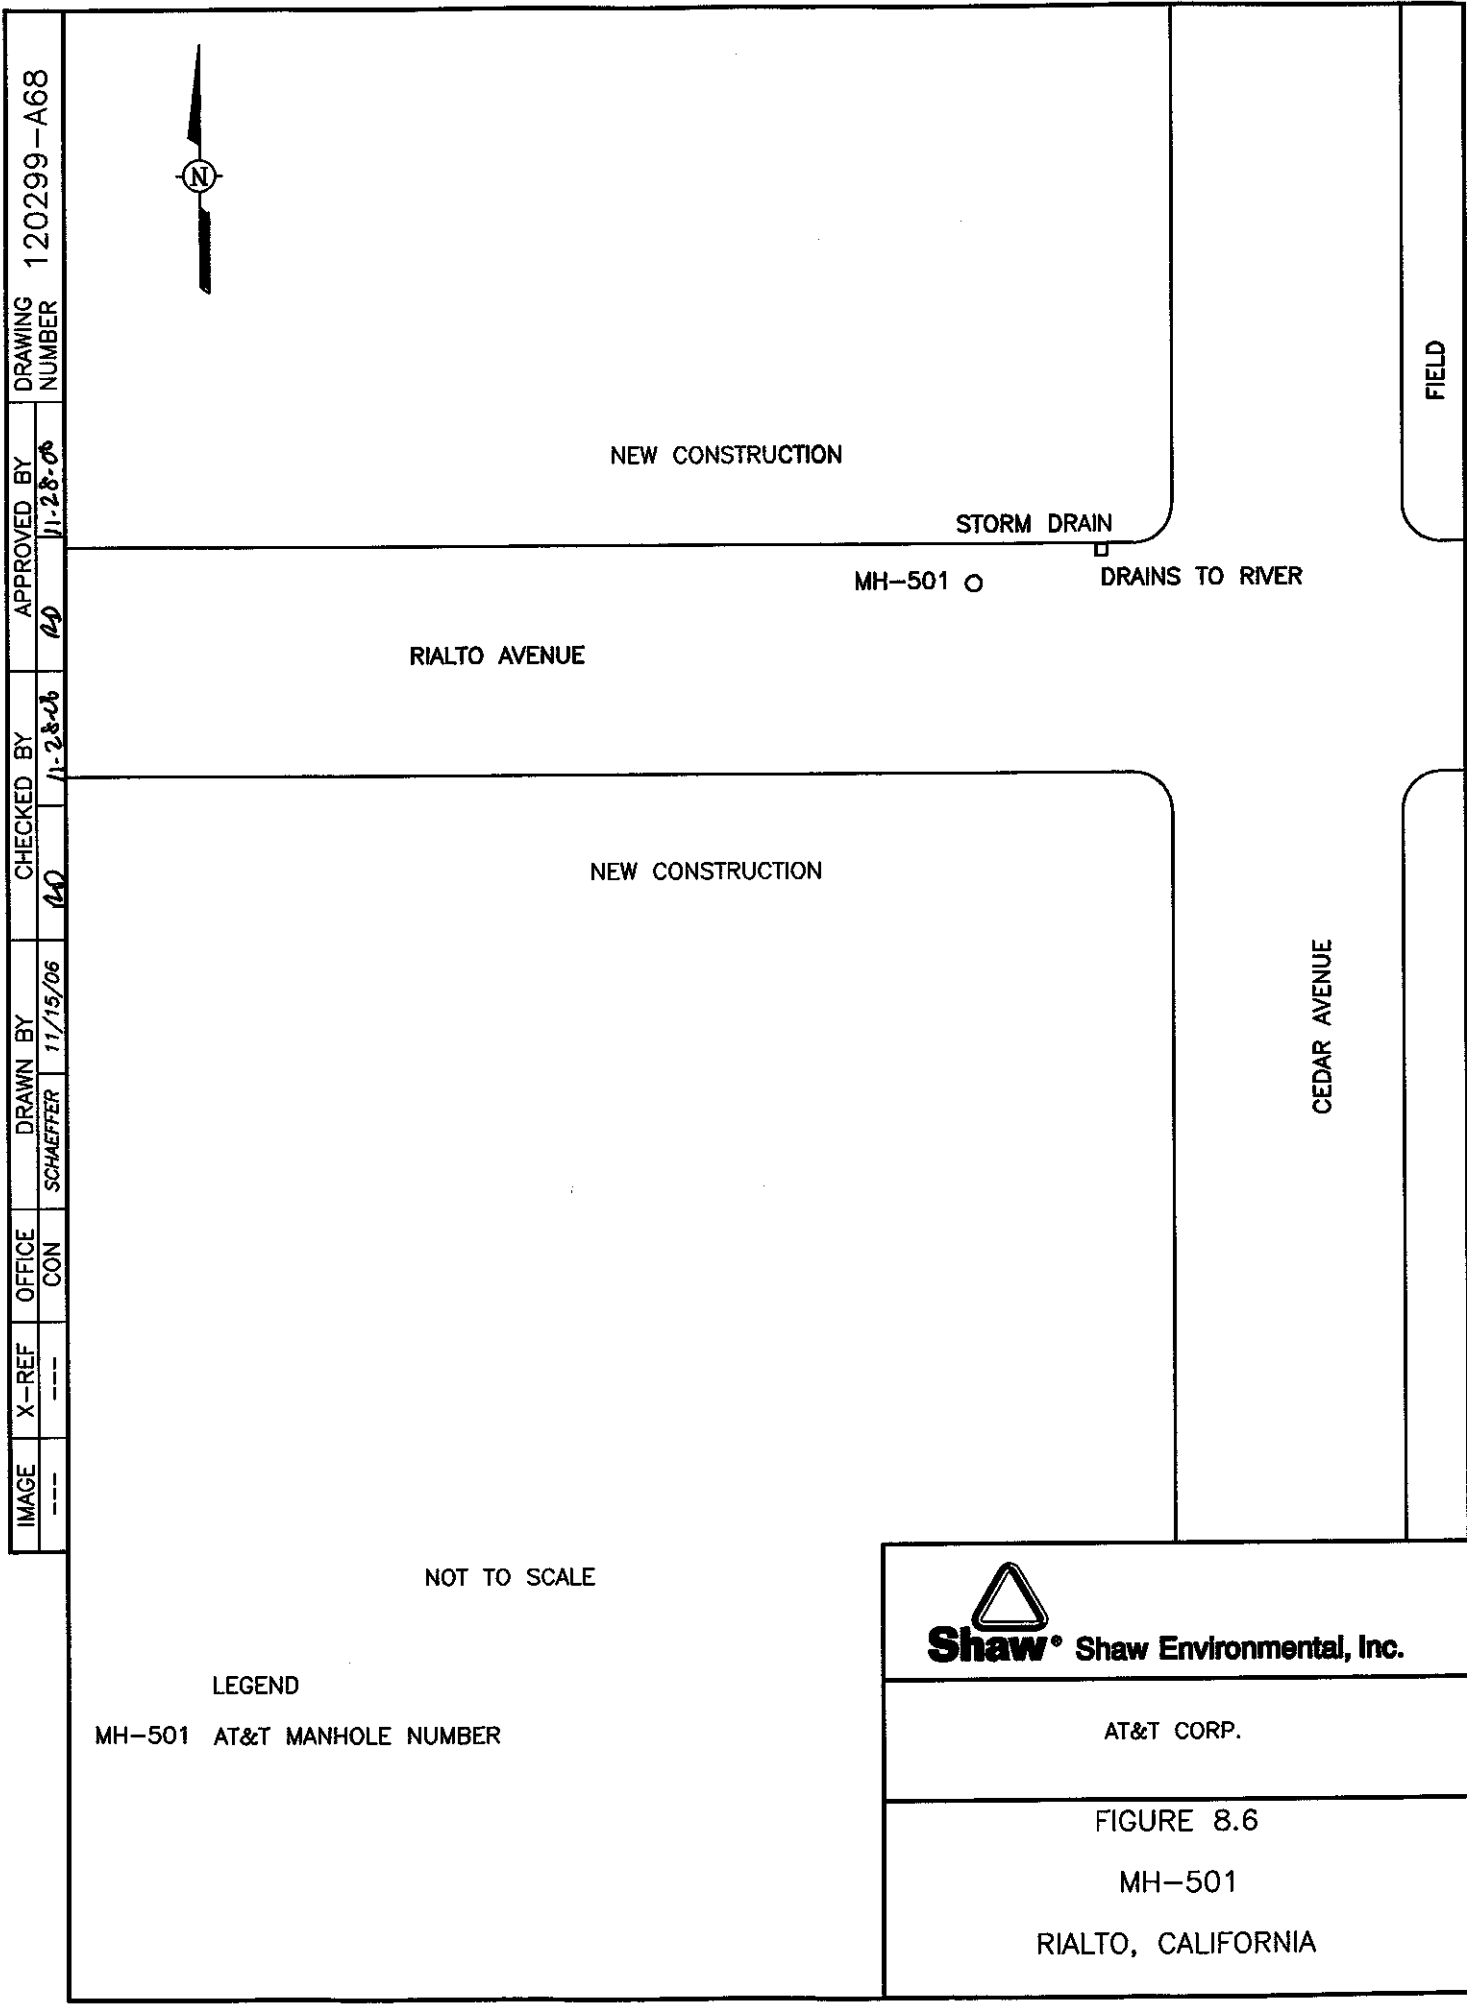 DRAWING NUMBER 120299-A68
APPROVED BY
11-28-06
CHECKED BY
11-28-06
DRAWN BY
SCHAEFFER 11/15/06
OFFICE
CON
X-REF
---
IMAGE
---
N
FIELD
NEW CONSTRUCTION
STORM DRAIN
MH-501
DRAINS TO RIVER
RIALTO AVENUE
NEW CONSTRUCTION
CEDAR AVENUE
NOT TO SCALE
LEGEND
MH-501 AT&T MANHOLE NUMBER
Shaw® Shaw Environmental, Inc.
AT&T CORP.
FIGURE 8.6
MH-501
RIALTO, CALIFORNIA